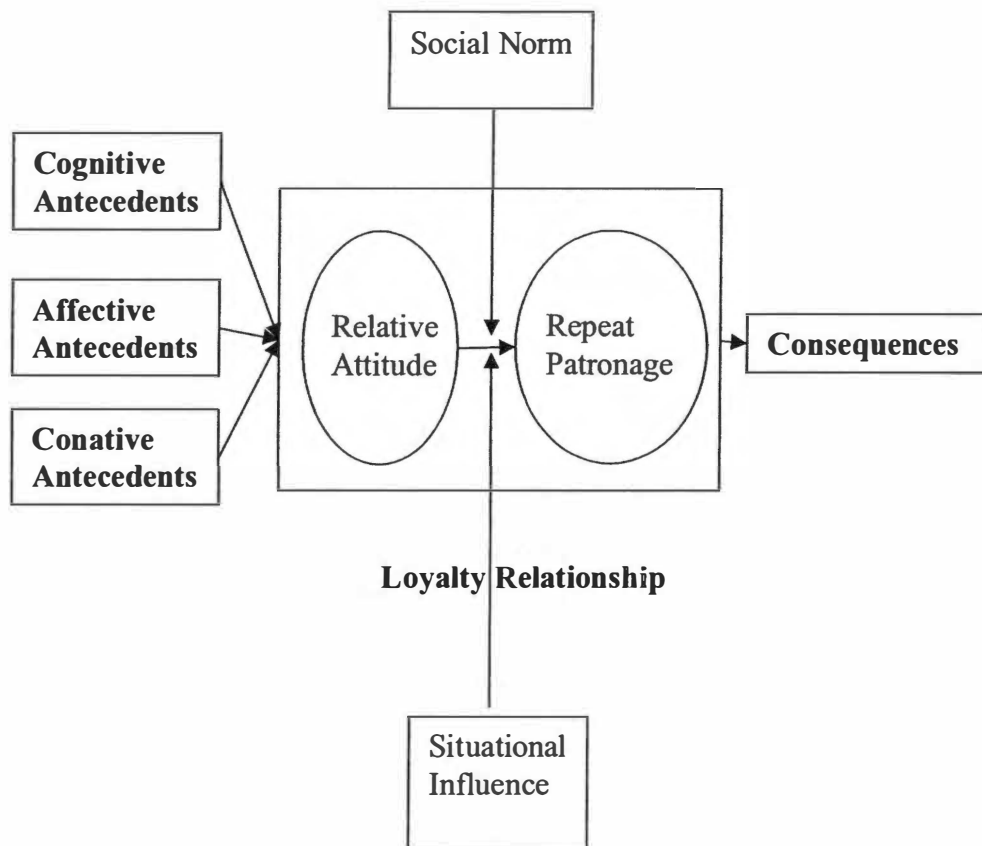 Social Norm
Cognitive
Antecedents
Affective
Antecedents
Conative
Antecedents
Relative
Attitude
Repeat
Patronage
Consequences
Loyalty Relationship
Situational
Influence